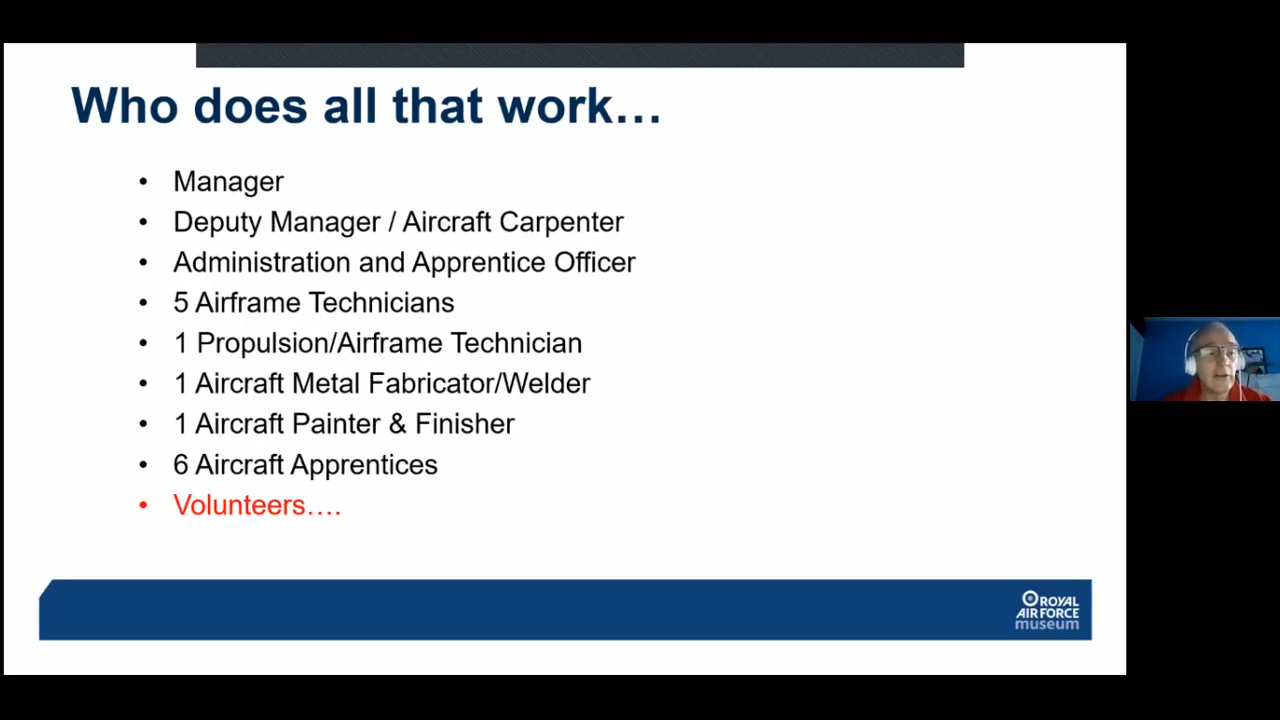 Who does all that work…
• Manager
• Deputy Manager / Aircraft Carpenter
• Administration and Apprentice Officer
• 5 Airframe Technicians
• 1 Propulsion/Airframe Technician
• 1 Aircraft Metal Fabricator/Welder
• 1 Aircraft Painter & Finisher
• 6 Aircraft Apprentices
• Volunteers….
ROYAL
AIR FORCE
museum